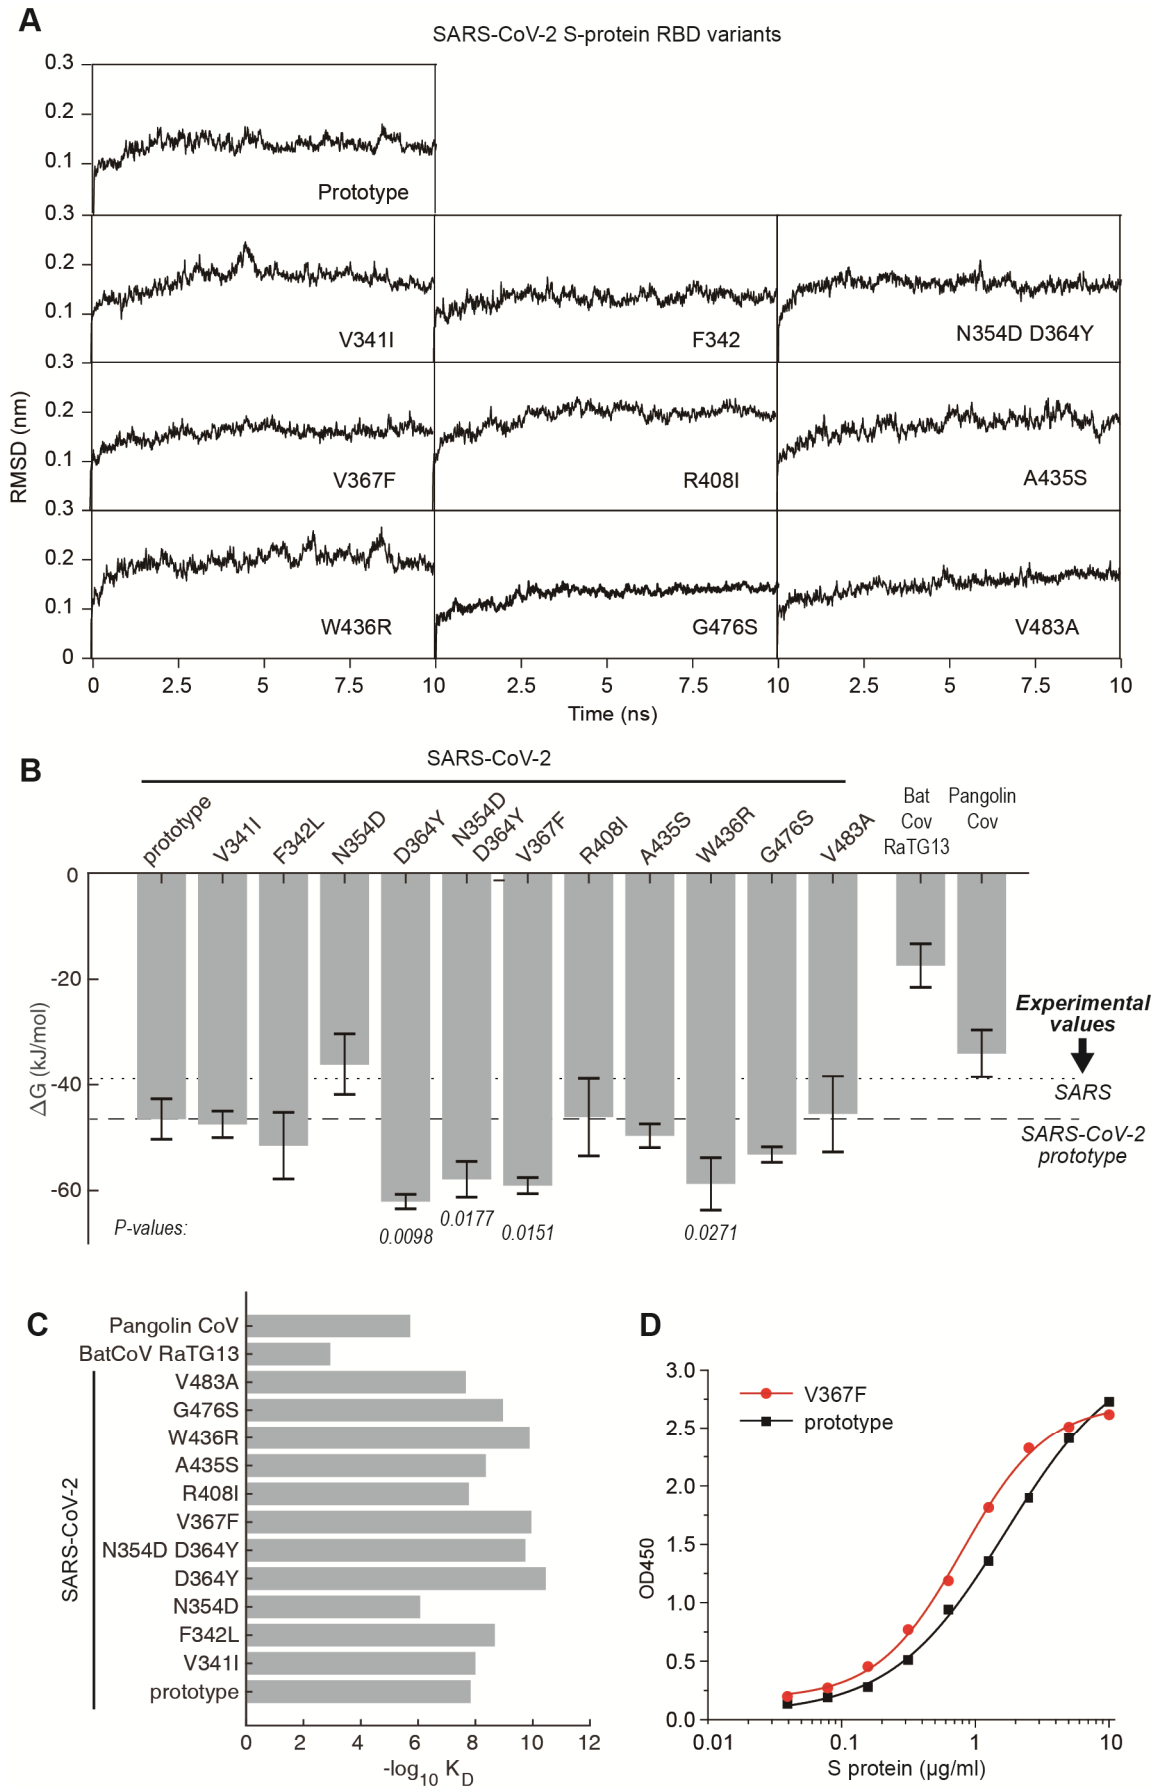 A
SARS-CoV-2 S-protein RBD variants
0.3
0.2
0.1
Prototype
0.3
0.2
0.1
V341I
F342
N354D D364Y
0.3
0.2
0.1
V367F
R408I
A435S
RMSD (nm)
0.3
0.2
0.1
0
W436R
G476S
V483A
0 2.5 5 7.5 10 2.5 5 7.5 10 2.5 5 7.5 10
Time (ns)
B
SARS-CoV-2
prototype
V341I
F342L
N354D
D364Y
N354D
D364Y
V367F
R408I
A435S
W436R
G476S
V483A
Bat
Cov
RaTG13
Pangolin
Cov
0
-20
-40
-60
ΔG (kJ/mol)
Experimental
values
SARS
SARS-CoV-2
prototype
P-values:
0.0098
0.0177
0.0151
0.0271
C
Pangolin CoV
BatCoV RaTG13
V483A
G476S
W436R
A435S
R408I
V367F
N354D D364Y
D364Y
N354D
F342L
V341I
prototype
SARS-CoV-2
0 2 4 6 8 10 12
-log10 KD
D
3.0
2.5
2.0
1.5
1.0
0.5
0.0
OD450
V367F
prototype
0.01 0.1 1 10
S protein (µg/ml)